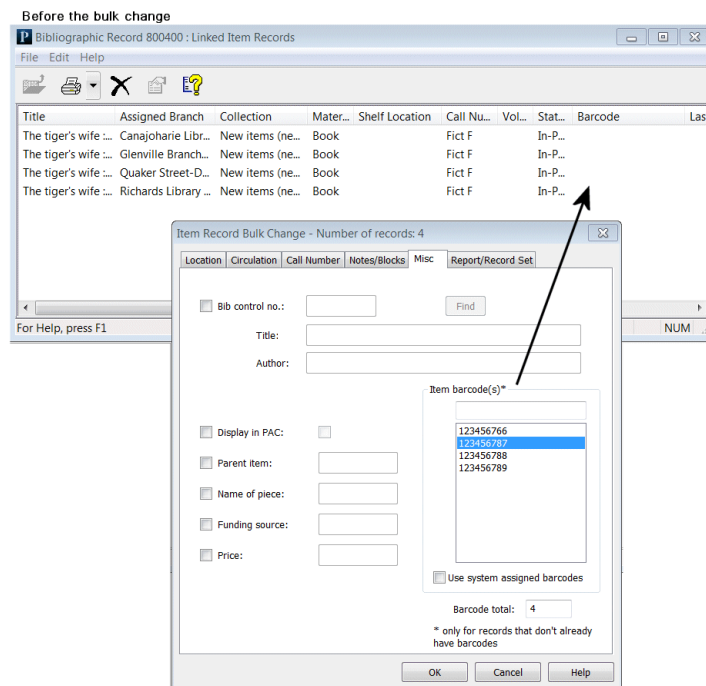 Before the bulk change
P Bibliographic Record 800400 : Linked Item Records
File Edit Help
Title Assigned Branch Collection Mater... Shelf Location Call Nu... Vol... Stat... Barcode Las
The tiger's wife :... Canajoharie Libr... New items (ne... Book Fict F In-P...
The tiger's wife :... Glenville Branch... New items (ne... Book Fict F In-P...
The tiger's wife :... Quaker Street-D... New items (ne... Book Fict F In-P...
The tiger's wife :... Richards Library ... New items (ne... Book Fict F In-P...
For Help, press F1 NUM
Item Record Bulk Change - Number of records: 4
Location Circulation Call Number Notes/Blocks Misc Report/Record Set
Bib control no.: Find
Title:
Author:
Item barcode(s)*
123456766
123456787
123456788
123456789
Display in PAC:
Parent item:
Name of piece:
Funding source:
Price:
Use system assigned barcodes
Barcode total: 4
* only for records that don't already
have barcodes
OK Cancel Help